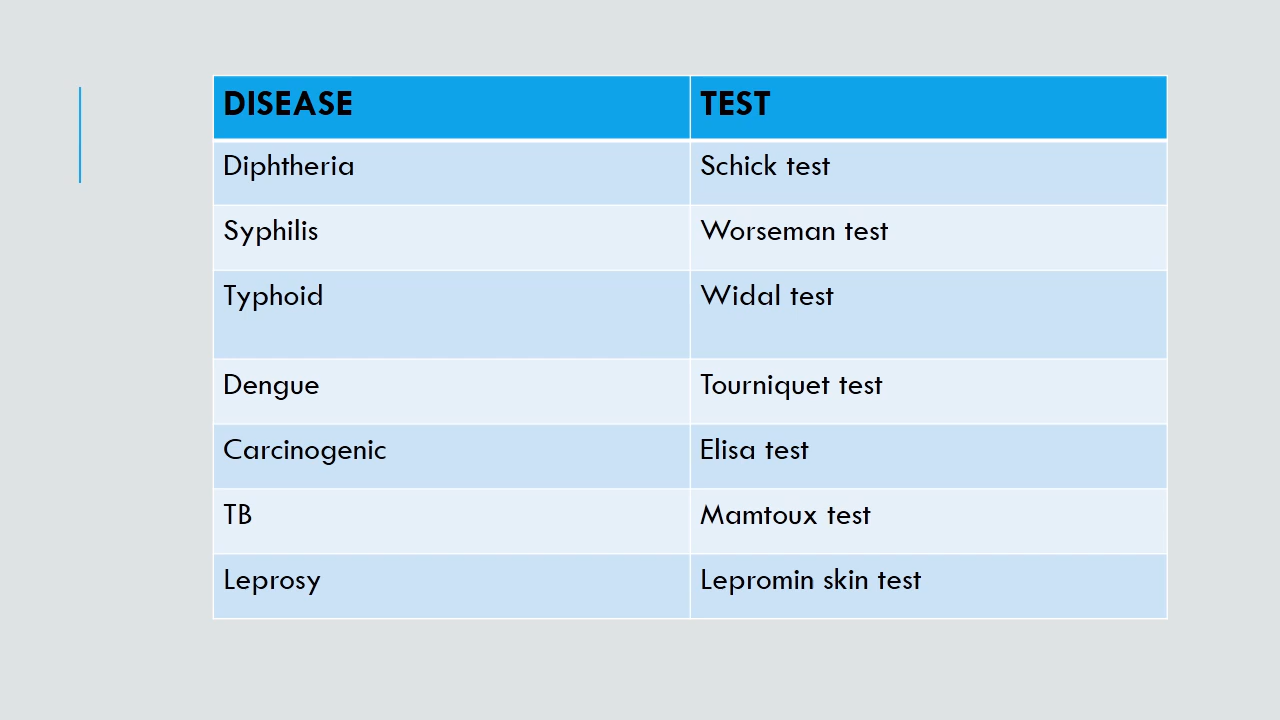 DISEASE TEST
Diphtheria Schick test
Syphilis Worseman test
Typhoid Widal test
Dengue Tourniquet test
Carcinogenic Elisa test
TB Mamtoux test
Leprosy Lepromin skin test